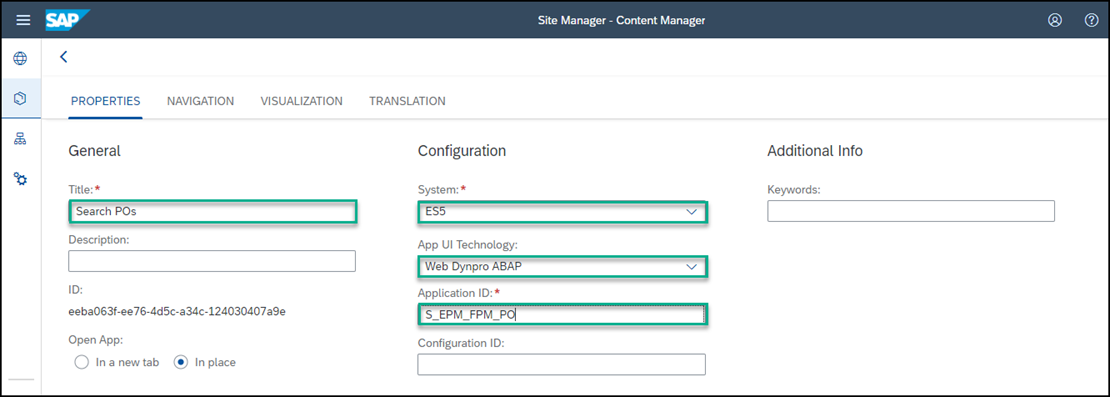 SAP
Site Manager - Content Manager
PROPERTIES NAVIGATION VISUALIZATION TRANSLATION
General
Title:*
Search POs
Description:
ID:
eeba063f-ee76-4d5c-a34c-124030407a9e
Open App:
In a new tab In place
Configuration
System:*
ES5
App UI Technology:
Web Dynpro ABAP
Application ID:*
S_EPM_FPM_PO
Configuration ID:
Additional Info
Keywords: